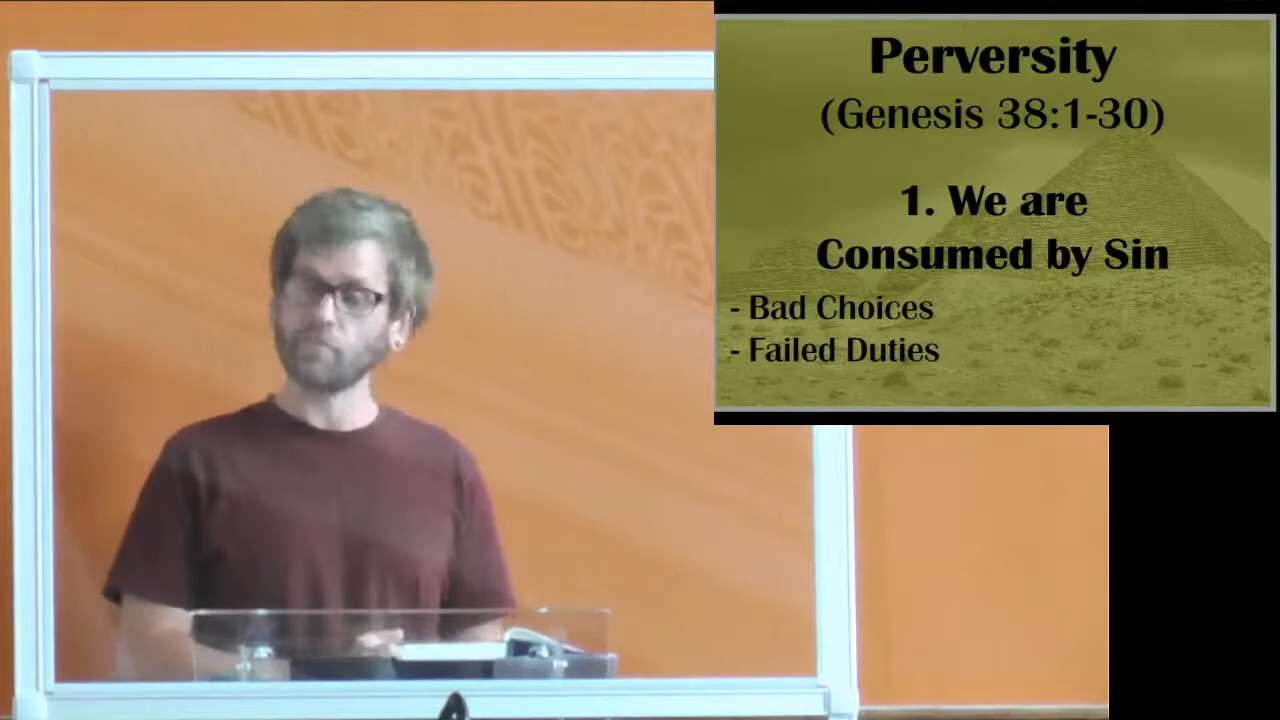 Perversity
(Genesis 38:1-30)
1. We are
Consumed by Sin
- Bad Choices
- Failed Duties